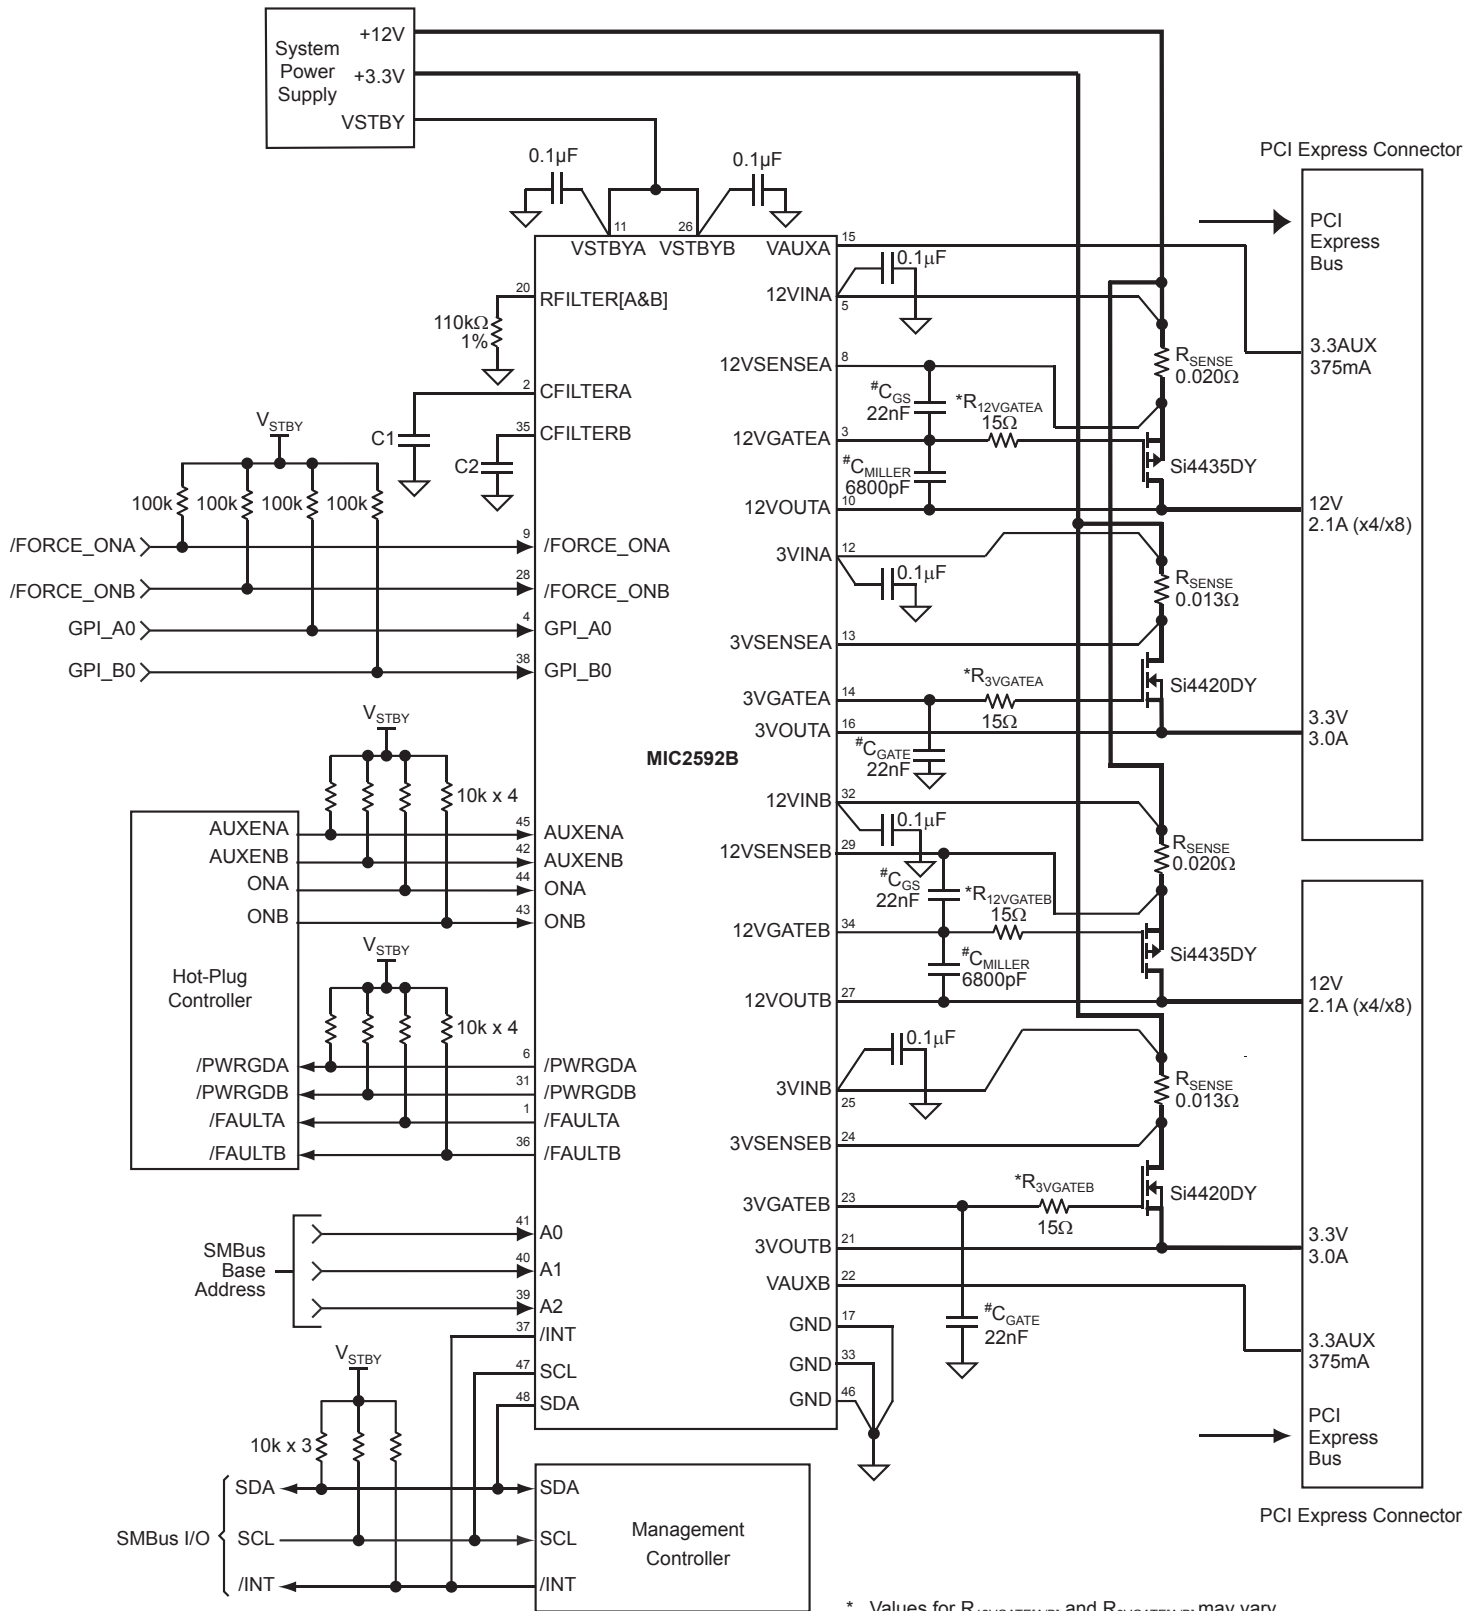 System
Power
Supply
+12V
+3.3V
VSTBY
0.1µF
0.1µF
PCI Express Connector
11
26
VSTBYA
VSTBYB
VAUXA
15
PCI
Express
Bus
0.1µF
12VINA
5
20
RFILTER[A&B]
110kΩ
1%
3.3AUX
375mA
RSENSE
0.020Ω
12VSENSEA
8
#CGS
22nF
*R12VGATEA
15Ω
2
CFILTERA
C1
35
CFILTERB
C2
12VGATEA
3
Si4435DY
#CMILLER
6800pF
VSTBY
100k
100k
100k
100k
12VOUTA
10
12V
2.1A (x4/x8)
/FORCE_ONA
9
/FORCE_ONA
3VINA
12
0.1µF
RSENSE
0.013Ω
/FORCE_ONB
28
/FORCE_ONB
GPI_A0
4
GPI_A0
3VSENSEA
13
GPI_B0
38
GPI_B0
*R3VGATEA
15Ω
3VGATEA
14
Si4420DY
3VOUTA
16
3.3V
3.0A
#CGATE
22nF
MIC2592B
VSTBY
10k x 4
12VINB
32
0.1µF
AUXENA
45
AUXENA
AUXENB
42
AUXENB
ONA
44
ONA
ONB
43
ONB
12VSENSEB
29
RSENSE
0.020Ω
#CGS
22nF
*R12VGATEB
15Ω
12VGATEB
34
Si4435DY
#CMILLER
6800pF
VSTBY
Hot-Plug
Controller
10k x 4
12VOUTB
27
12V
2.1A (x4/x8)
0.1µF
/PWRGDA
6
/PWRGDA
/PWRGDB
31
/PWRGDB
/FAULTA
1
/FAULTA
/FAULTB
36
/FAULTB
3VINB
25
RSENSE
0.013Ω
3VSENSEB
24
*R3VGATEB
15Ω
3VGATEB
23
Si4420DY
SMBus
Base
Address
41
A0
40
A1
39
A2
3VOUTB
21
3.3V
3.0A
VAUXB
22
#CGATE
22nF
37
/INT
47
SCL
48
SDA
GND
17
GND
33
GND
46
3.3AUX
375mA
PCI
Express
Bus
VSTBY
10k x 3
SMBus I/O
SDA
SCL
/INT
SDA
SCL
/INT
Management
Controller
PCI Express Connector
* Values for R12VGATE[A/B] and R3VGATE[A/B] may vary